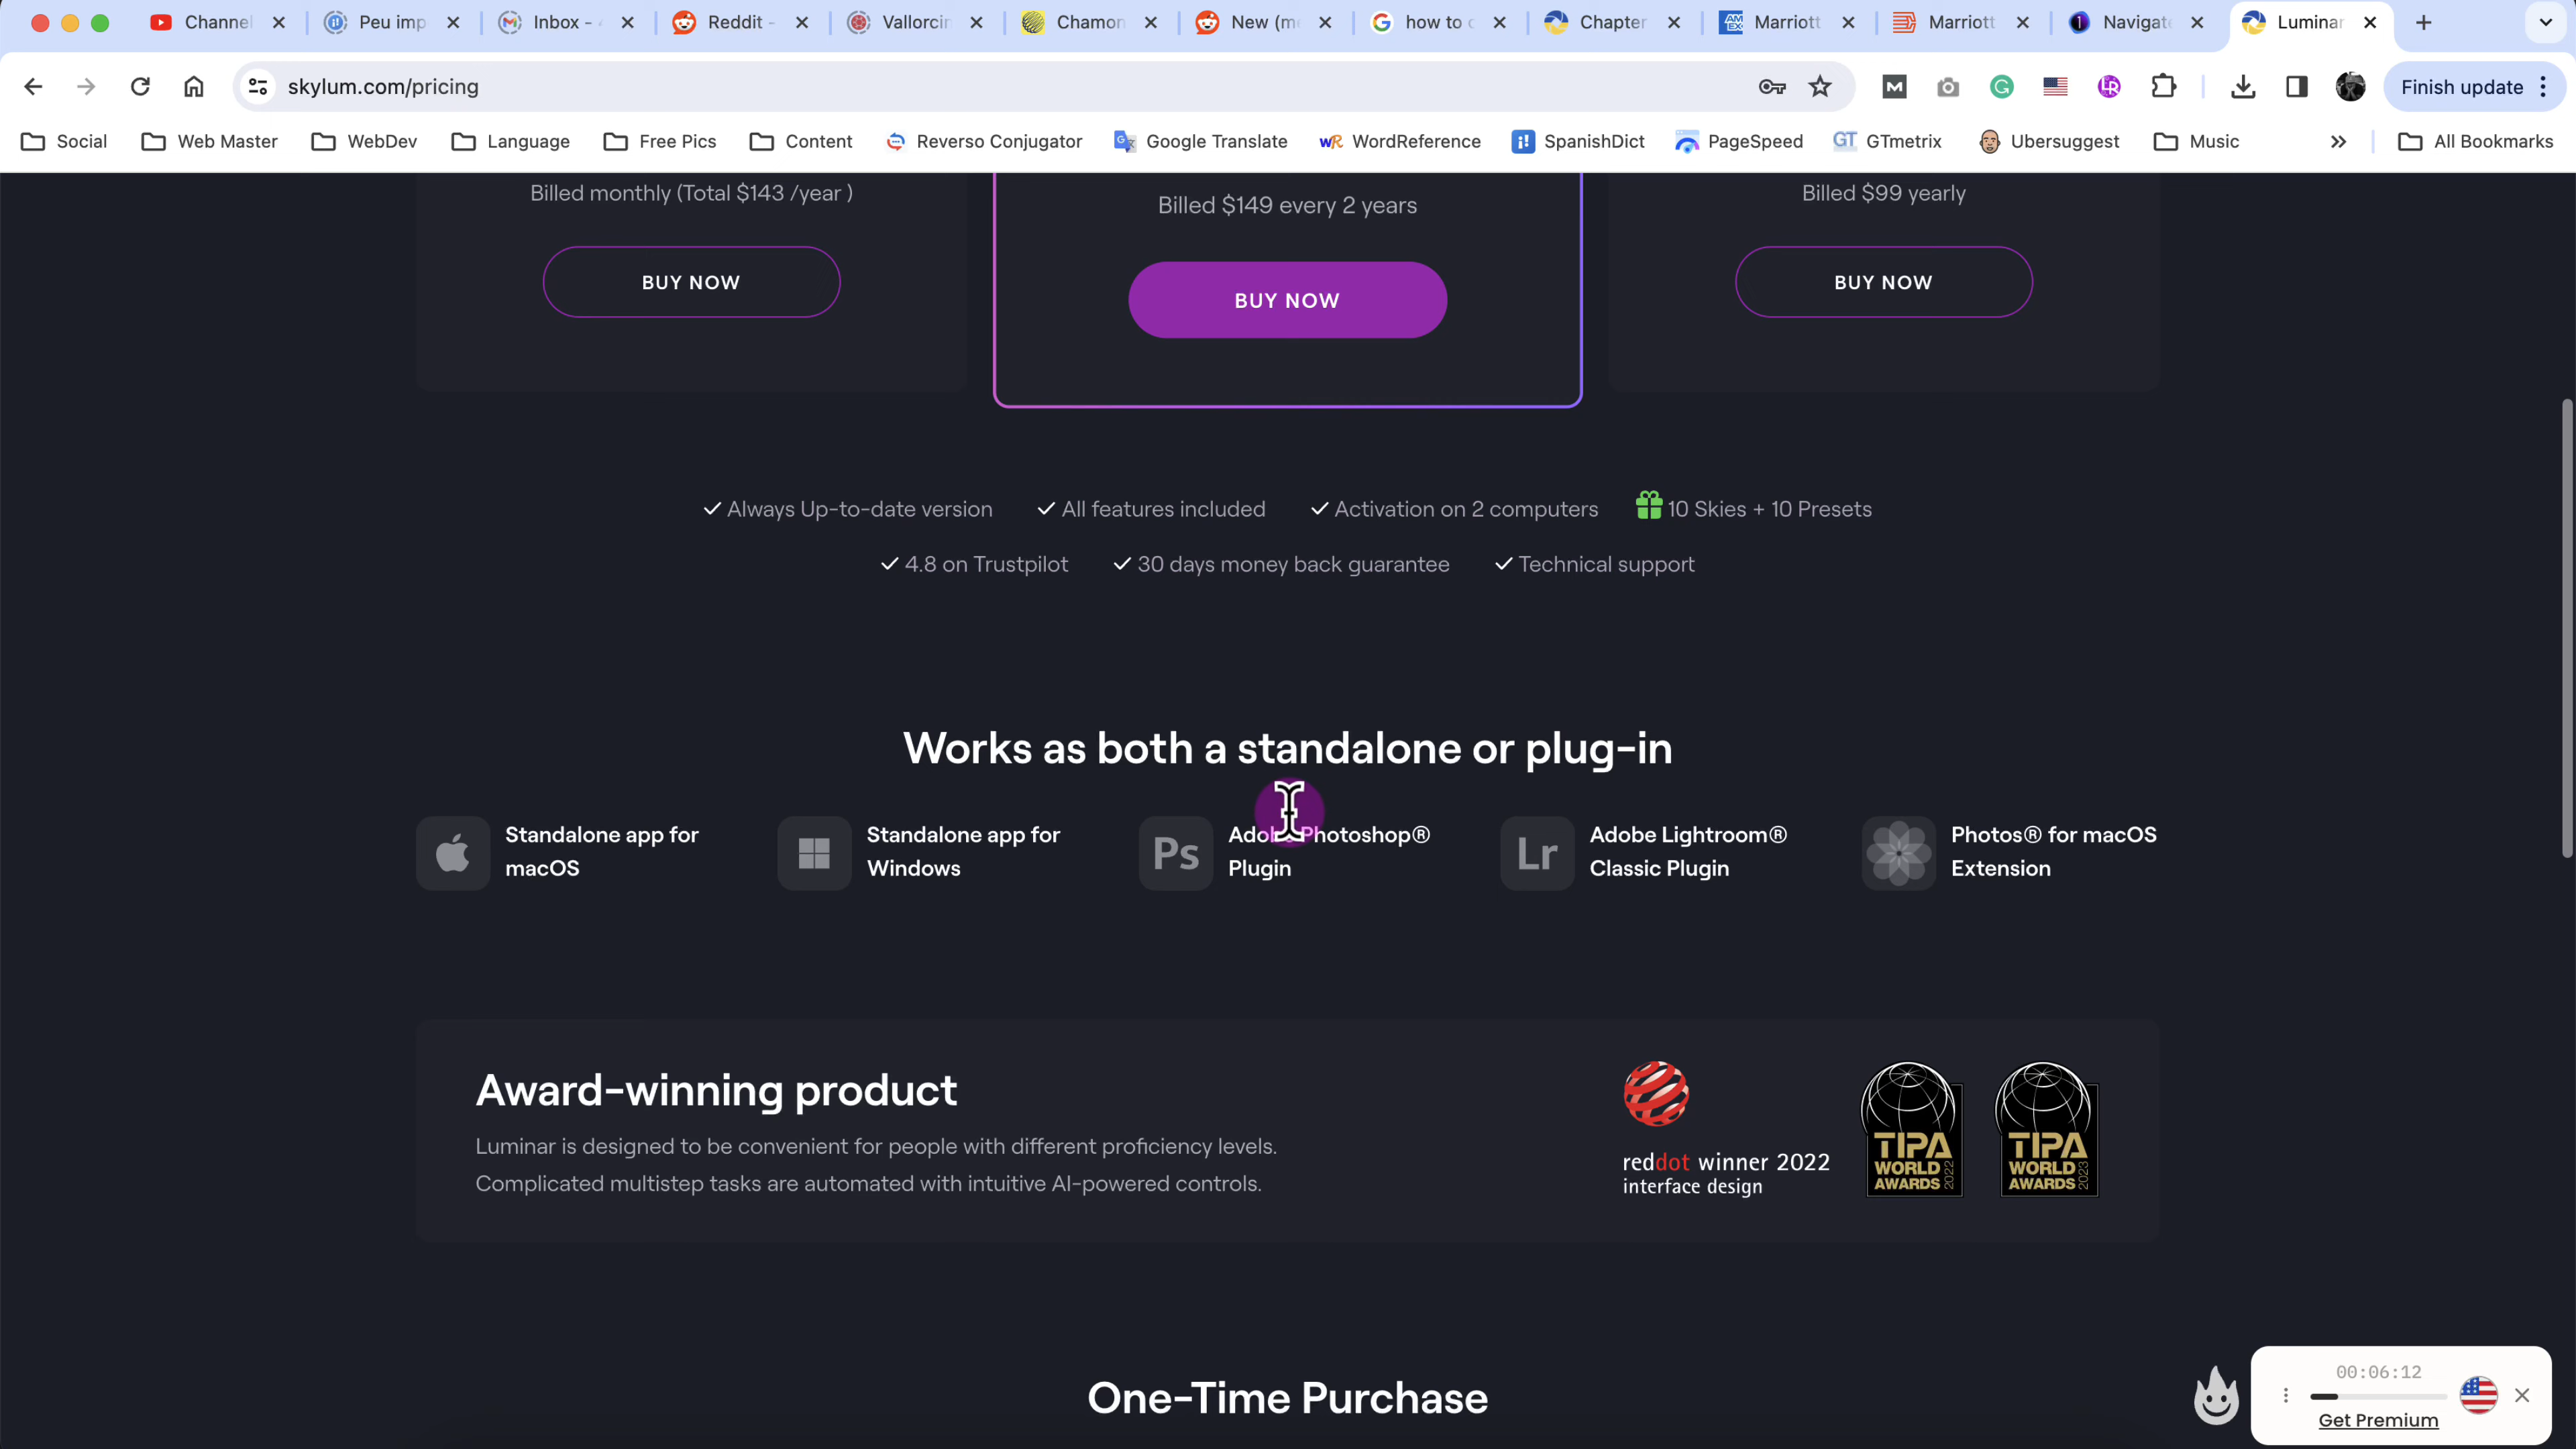 Channel
Peu imp
Inbox -
Reddit -
Vallorcin
Chamon
New (me
how to
Chapter
Marriott
Marriott
Navigate
Luminar
skylum.com/pricing
Finish update
Social
Web Master
WebDev
Language
Free Pics
Content
Reverso Conjugator
Google Translate
WordReference
SpanishDict
PageSpeed
GTmetrix
Ubersuggest
Music
All Bookmarks
Billed monthly (Total $143 /year )
Billed $149 every 2 years
Billed $99 yearly
BUY NOW
BUY NOW
BUY NOW
Always Up-to-date version
All features included
Activation on 2 computers
10 Skies + 10 Presets
4.8 on Trustpilot
30 days money back guarantee
Technical support
Works as both a standalone or plug-in
Standalone app for
macOS
Standalone app for
Windows
Ps
Adobe Photoshop®
Plugin
Lr
Adobe Lightroom®
Classic Plugin
Photos® for macOS
Extension
Award-winning product
Luminar is designed to be convenient for people with different proficiency levels.
Complicated multistep tasks are automated with intuitive AI-powered controls.
reddot winner 2022
interface design
TIPA
WORLD
AWARDS 2022
TIPA
WORLD
AWARDS 2023
One-Time Purchase
00:06:12
Get Premium